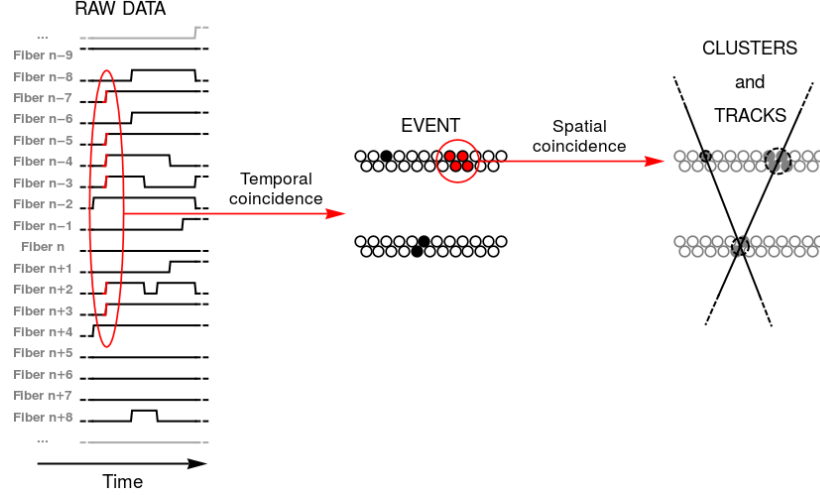 RAW DATA
...
Fiber n−9
Fiber n−8
Fiber n−7
Fiber n−6
Fiber n−5
Fiber n−4
Fiber n−3
Fiber n−2
Fiber n−1
Fiber n
Fiber n+1
Fiber n+2
Fiber n+3
Fiber n+4
Fiber n+5
Fiber n+6
Fiber n+7
Fiber n+8
...
Time
Temporal
coincidence
EVENT
Spatial
coincidence
CLUSTERS
and
TRACKS